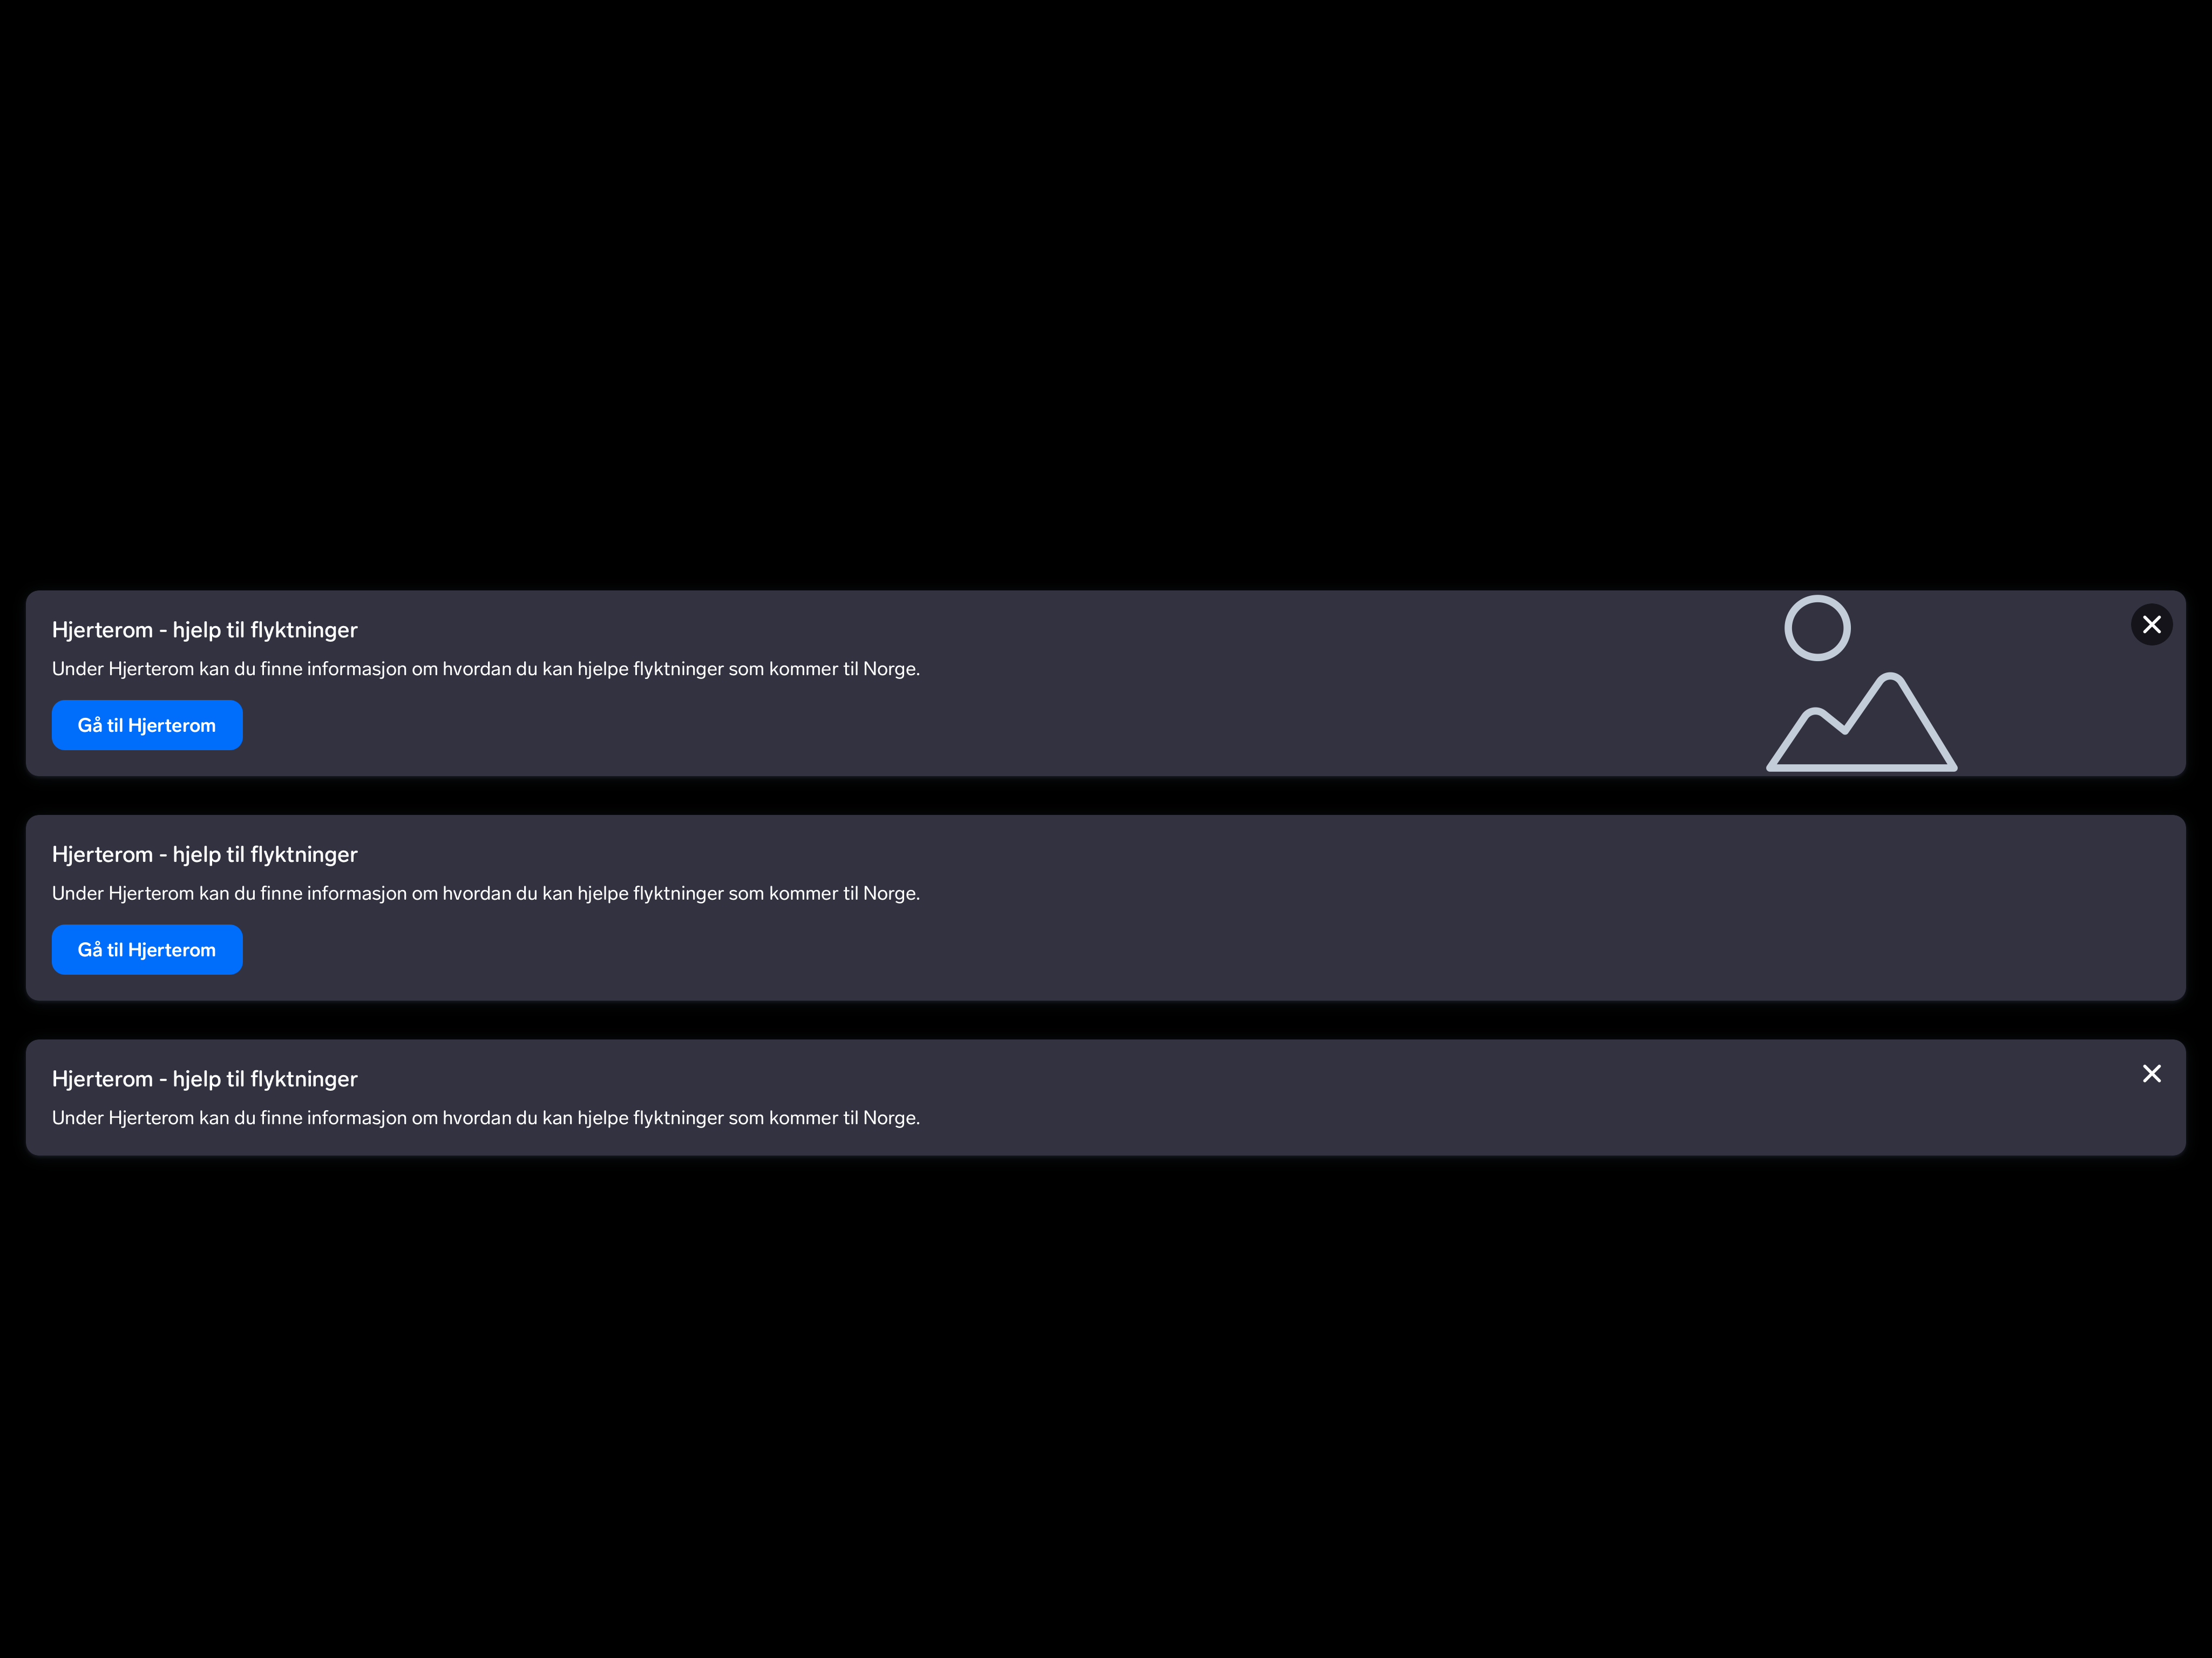 Hjerterom - hjelp til flyktninger
Under Hjerterom kan du finne informasjon om hvordan du kan hjelpe flyktninger som kommer til Norge.
Gå til Hjerterom
Hjerterom - hjelp til flyktninger
Under Hjerterom kan du finne informasjon om hvordan du kan hjelpe flyktninger som kommer til Norge.
Gå til Hjerterom
Hjerterom - hjelp til flyktninger
Under Hjerterom kan du finne informasjon om hvordan du kan hjelpe flyktninger som kommer til Norge.